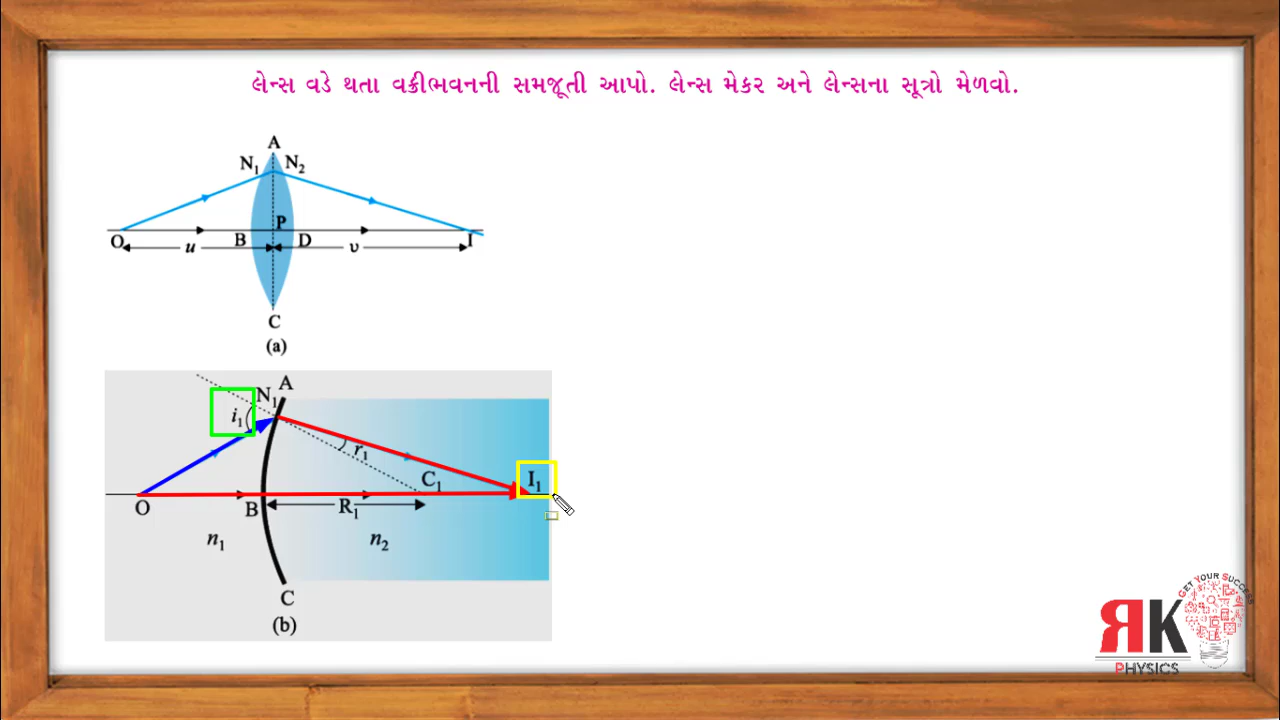 લેન્સ વડે થતા વક્રીભવનની સમજૂતી આપો. લેન્સ મેકર અને લેન્સના સૂત્રો મેળવો.
A
N₁ N₂
P
O u B D v I
C
(a)
A
N₁
i₁
r₁
C₁ I₁
O B R₁
n₁ n₂
C
(b)
GET YOUR SUCCESS
RK
PHYSICS